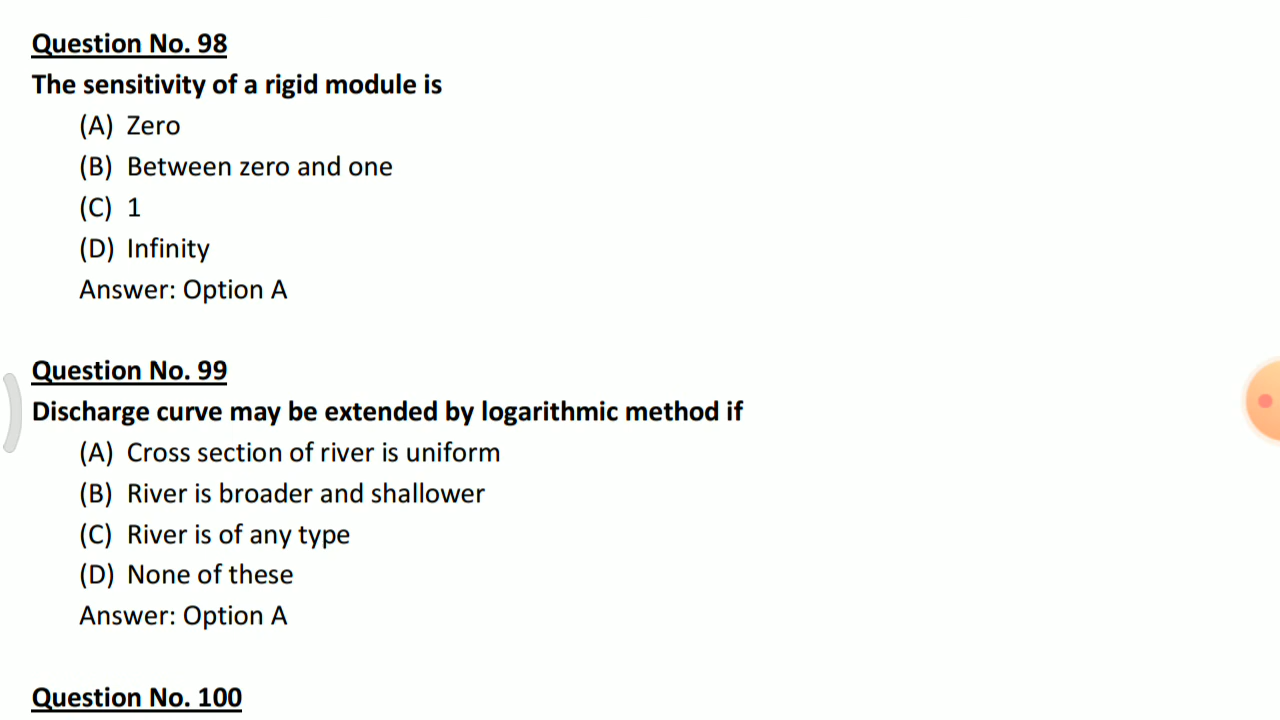 Question No. 98
The sensitivity of a rigid module is
(A) Zero
(B) Between zero and one
(C) 1
(D) Infinity
Answer: Option A
Question No. 99
Discharge curve may be extended by logarithmic method if
(A) Cross section of river is uniform
(B) River is broader and shallower
(C) River is of any type
(D) None of these
Answer: Option A
Question No. 100